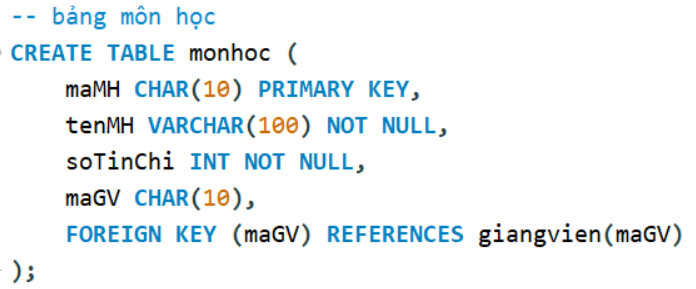 -- bảng môn học
CREATE TABLE monhoc (
maMH CHAR(10) PRIMARY KEY,
tenMH VARCHAR(100) NOT NULL,
soTinChi INT NOT NULL,
maGV CHAR(10),
FOREIGN KEY (maGV) REFERENCES giangvien(maGV)
);